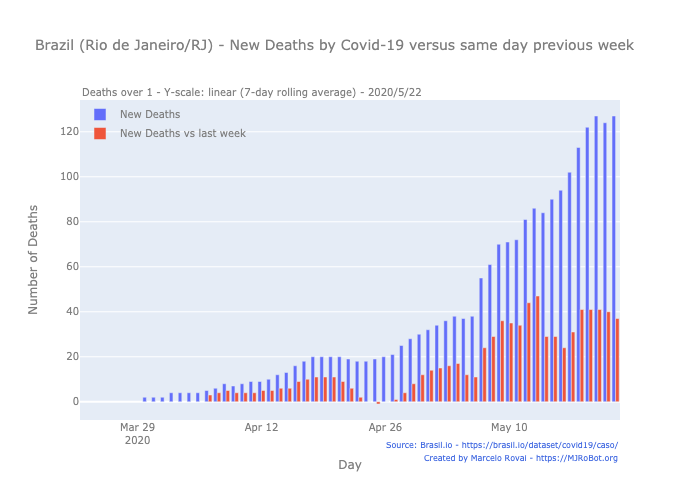 Brazil (Rio de Janeiro/RJ) - New Deaths by Covid-19 versus same day previous week
Deaths over 1 - Y-scale: linear (7-day rolling average) - 2020/5/22
New Deaths
New Deaths vs last week
120
100
80
60
40
20
0
Number of Deaths
Mar 29
2020
Apr 12
Apr 26
May 10
Day
Source: Brasil.io - https://brasil.io/dataset/covid19/caso/
Created by Marcelo Rovai - https://MJRoBot.org